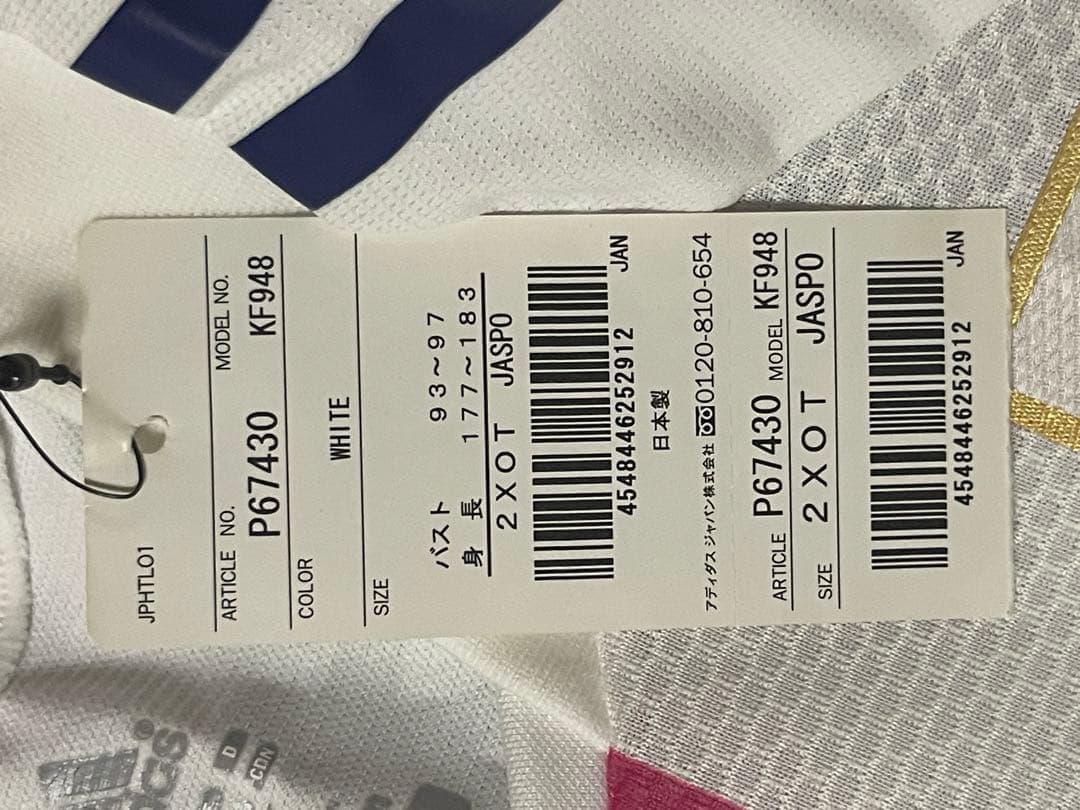 JPHTL01
ARTICLE NO. MODEL NO.
P67430 KF948
COLOR
WHITE
SIZE
バスト 93~97
身長 177~183
2XOT JASPO
4548446252912 JAN
日本製
アディダス ジャパン株式会社 0120-810-654
ARTICLE P67430 MODEL KF948
SIZE 2XOT JASPO
4548446252912 JAN
D
CDN